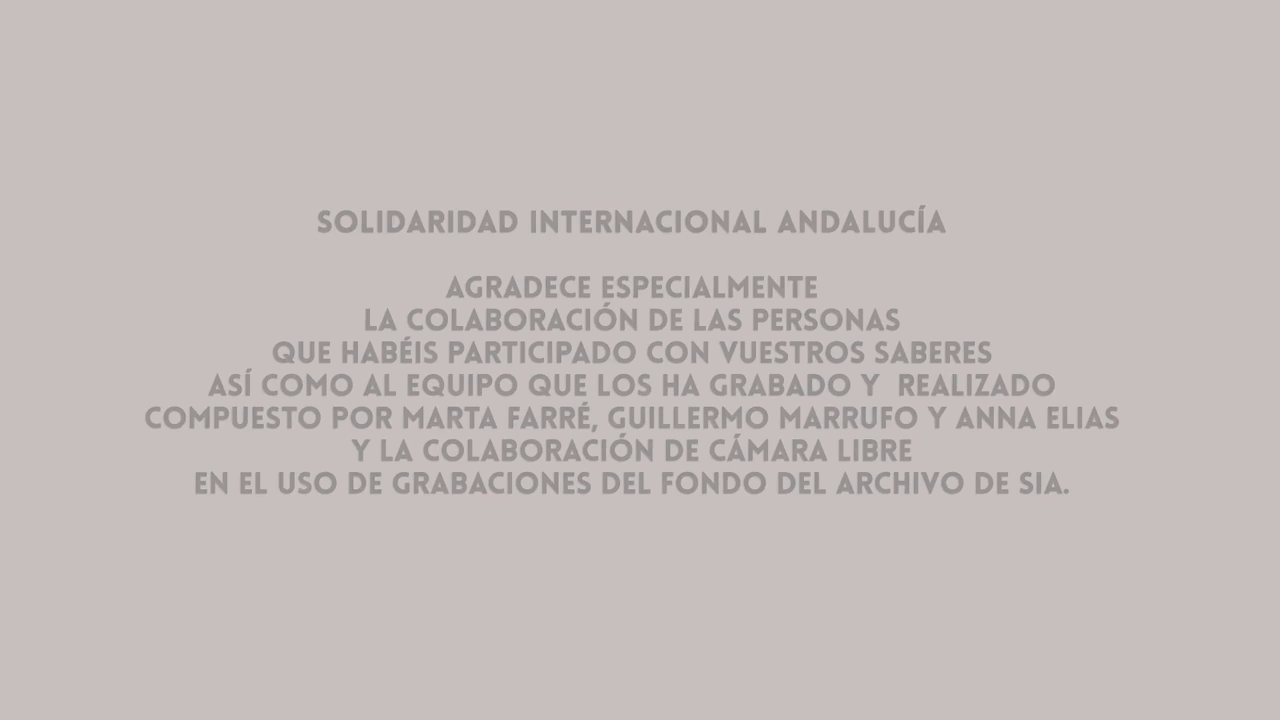 SOLIDARIDAD INTERNACIONAL ANDALUCÍA
AGRADECE ESPECIALMENTE
LA COLABORACIÓN DE LAS PERSONAS
QUE HABÉIS PARTICIPADO CON VUESTROS SABERES
ASÍ COMO AL EQUIPO QUE LOS HA GRABADO Y  REALIZADO
COMPUESTO POR MARTA FARRÉ, GUILLERMO MARRUFO Y ANNA ELIAS
Y LA COLABORACIÓN DE CÁMARA LIBRE
EN EL USO DE GRABACIONES DEL FONDO DEL ARCHIVO DE SIA.